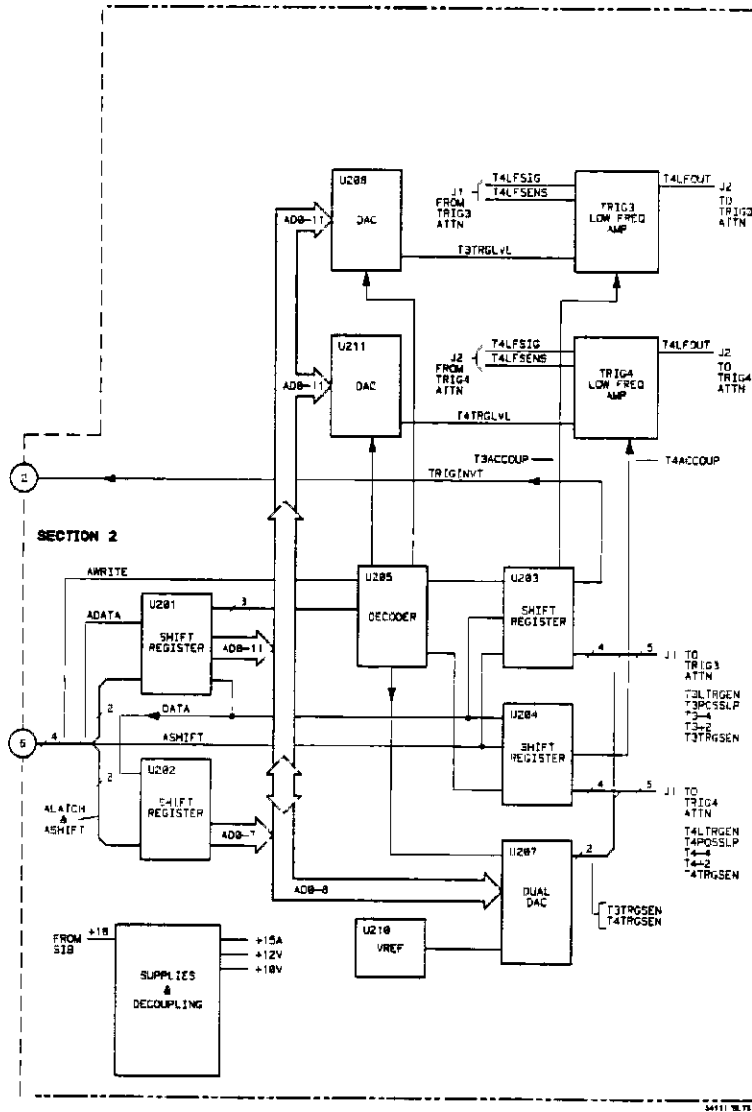 U208
DAC
AD0-11
J1
FROM
TRIG3
ATTN
T4LFSIG
T4LFSENS
TRIG3
LOW FREQ
AMP
T4LFOUT
J2
TO
TRIG3
ATTN
T3TRGLVL
U211
DAC
AD0-11
J2
FROM
TRIG4
ATTN
T4LFSIG
T4LFSENS
TRIG4
LOW FREQ
AMP
T4LFOUT
J2
TO
TRIG4
ATTN
T4TRGLVL
T3ACCOUP
T4ACCOUP
TRIGINVT
2
SECTION 2
AWRITE
U205
DECODER
U203
SHIFT
REGISTER
U201
SHIFT
REGISTER
3
ADATA
AD0-11
4
5
J1 TO
TRIG3
ATTN
T3LTRGEN
T3POSSLP
T3-4
T3-2
T3TRGSEN
2
DATA
U204
SHIFT
REGISTER
5
4
ASHIFT
U202
SHIFT
REGISTER
2
ALATCH
&
ASHIFT
AD0-7
4
5
J1 TO
TRIG4
ATTN
T4LTRGEN
T4POSSLP
T4-4
T4-2
T4TRGSEN
U207
DUAL
DAC
2
AD0-8
T3TRGSEN
T4TRGSEN
U210
VREF
FROM
SIB
+18
+15A
+12V
+10V
SUPPLIES
&
DECOUPLING